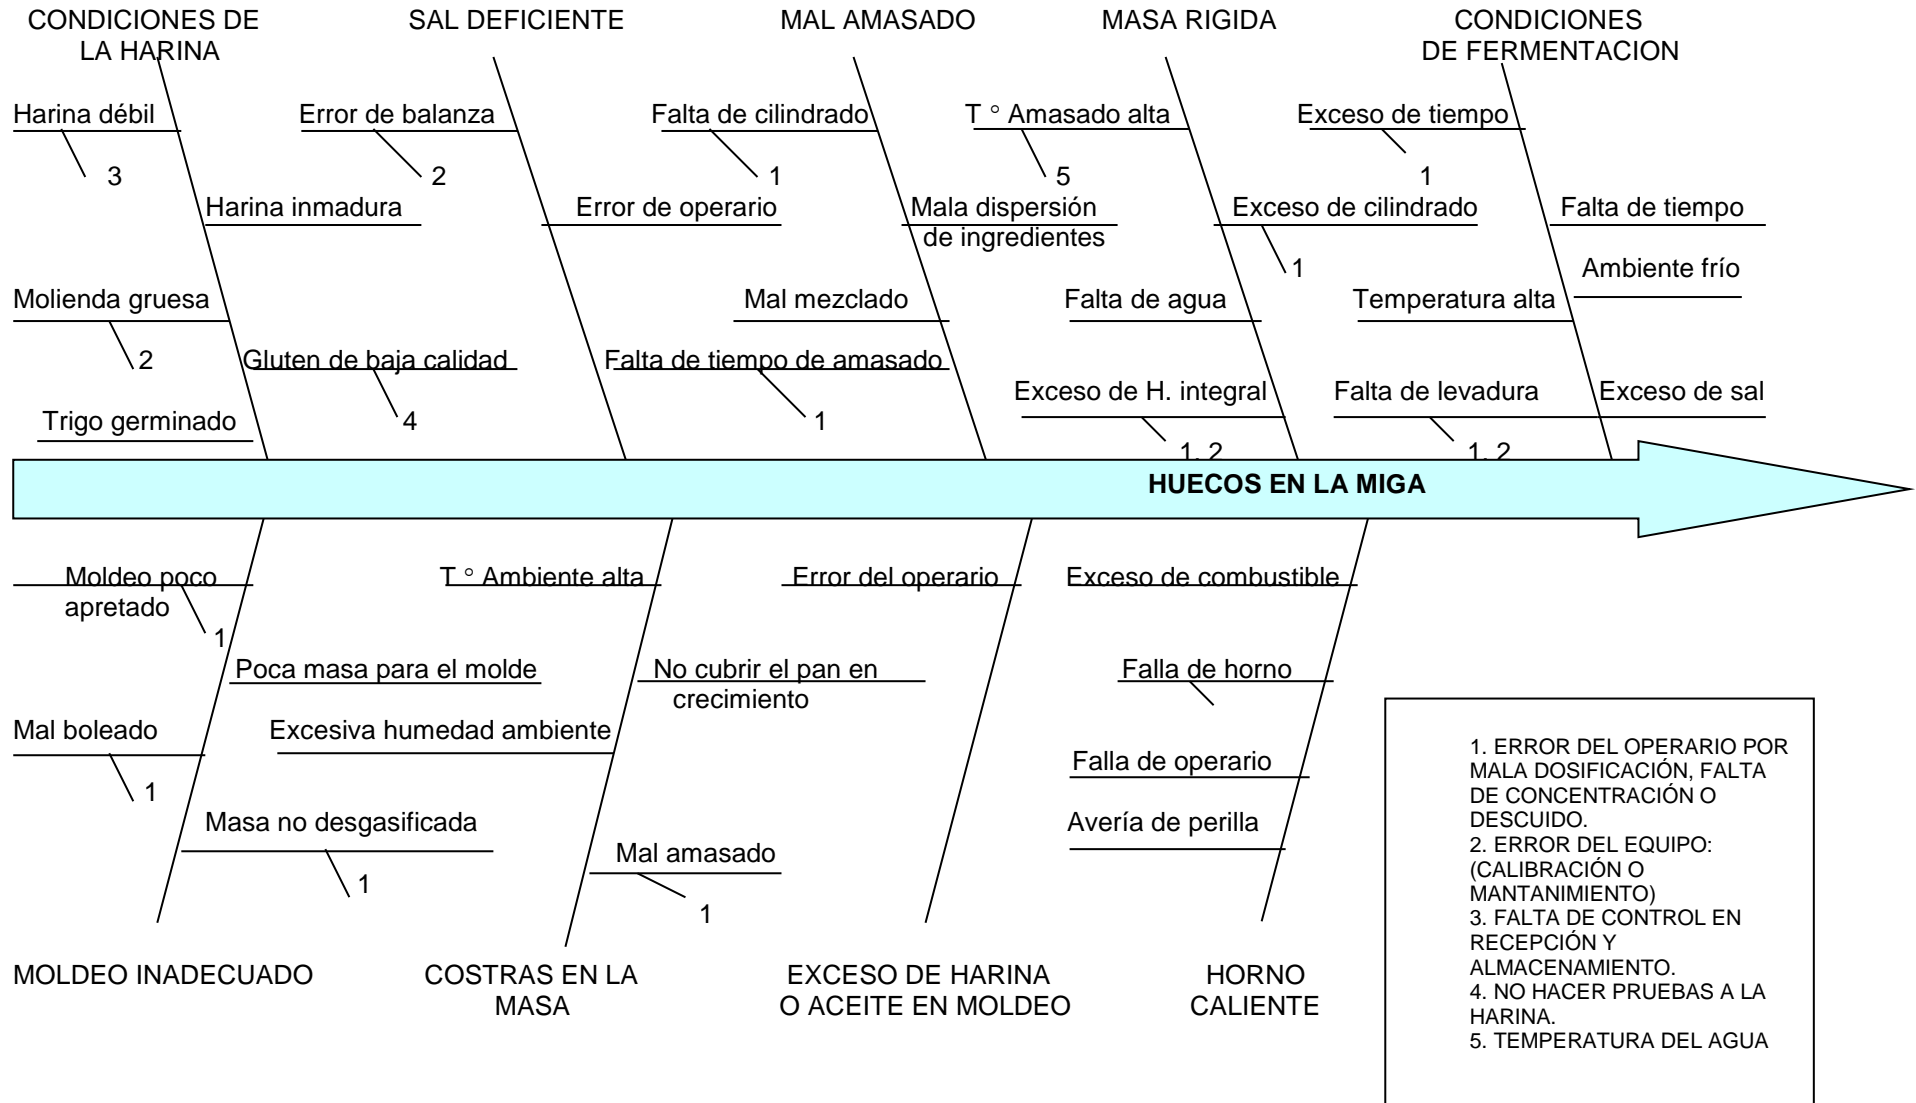 CONDICIONES DE
LA HARINA
SAL DEFICIENTE
MAL AMASADO
MASA RIGIDA
CONDICIONES
DE FERMENTACION
Harina débil
3
Error de balanza
2
Falta de cilindrado
1
T ° Amasado alta
5
Exceso de tiempo
1
Harina inmadura
Error de operario
Mala dispersión
de ingredientes
Exceso de cilindrado
1
Falta de tiempo
Ambiente frío
Molienda gruesa
2
Mal mezclado
Falta de agua
Temperatura alta
Gluten de baja calidad
4
Falta de tiempo de amasado
1
Exceso de H. integral
1, 2
Falta de levadura
1, 2
Exceso de sal
Trigo germinado
HUECOS EN LA MIGA
Moldeo poco
apretado
1
T ° Ambiente alta
Error del operario
Exceso de combustible
Poca masa para el molde
No cubrir el pan en
crecimiento
Falla de horno
Mal boleado
1
Excesiva humedad ambiente
Falla de operario
Masa no desgasificada
1
Mal amasado
1
Avería de perilla
MOLDEO INADECUADO
COSTRAS EN LA
MASA
EXCESO DE HARINA
O ACEITE EN MOLDEO
HORNO
CALIENTE
1. ERROR DEL OPERARIO POR
MALA DOSIFICACIÓN, FALTA
DE CONCENTRACIÓN O
DESCUIDO.
2. ERROR DEL EQUIPO:
(CALIBRACIÓN O
MANTANIMIENTO)
3. FALTA DE CONTROL EN
RECEPCIÓN Y
ALMACENAMIENTO.
4. NO HACER PRUEBAS A LA
HARINA.
5. TEMPERATURA DEL AGUA